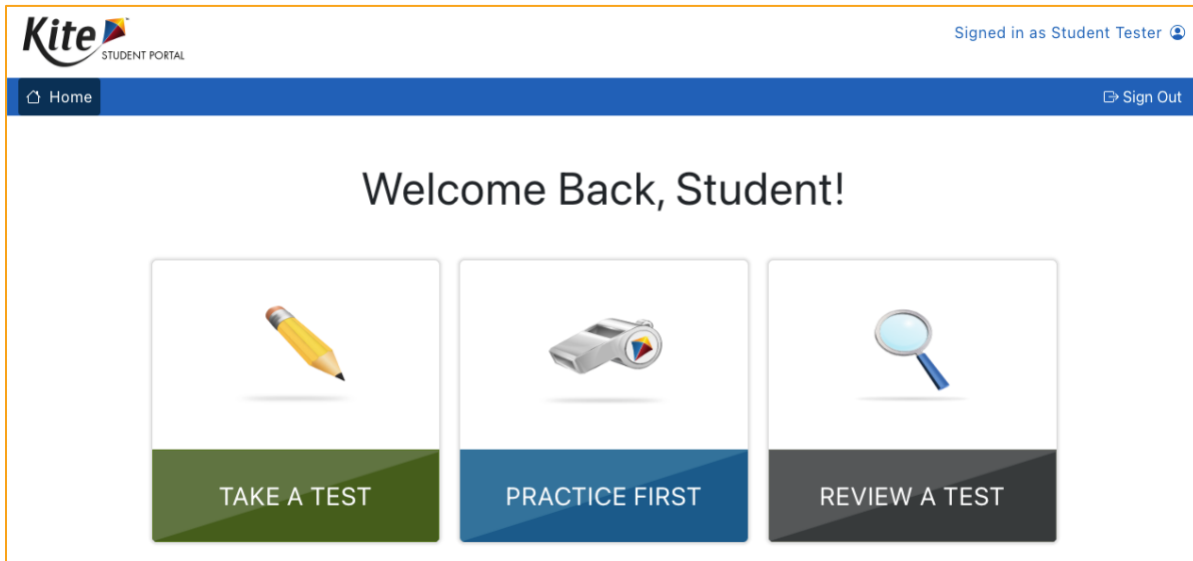 Kite™
STUDENT PORTAL
Signed in as Student Tester
Home
Sign Out
Welcome Back, Student!
TAKE A TEST
PRACTICE FIRST
REVIEW A TEST